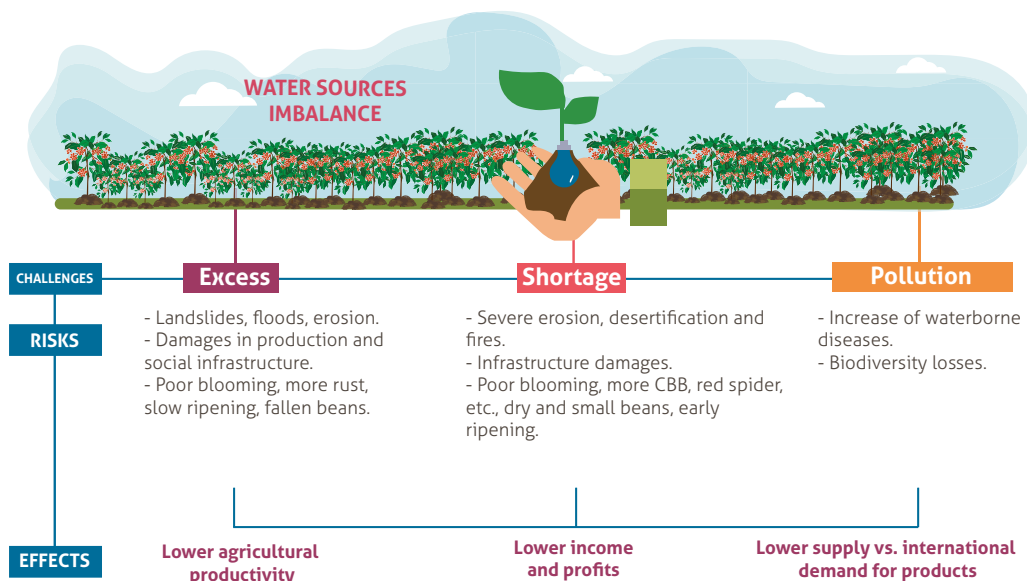 WATER SOURCES
IMBALANCE
CHALLENGES
Excess
Shortage
Pollution
RISKS
- Landslides, floods, erosion.
- Damages in production and
social infrastructure.
- Poor blooming, more rust,
slow ripening, fallen beans.
- Severe erosion, desertification and
fires.
- Infrastructure damages.
- Poor blooming, more CBB, red spider,
etc., dry and small beans, early
ripening.
- Increase of waterborne
diseases.
- Biodiversity losses.
EFFECTS
Lower agricultural
productivity
Lower income
and profits
Lower supply vs. international
demand for products